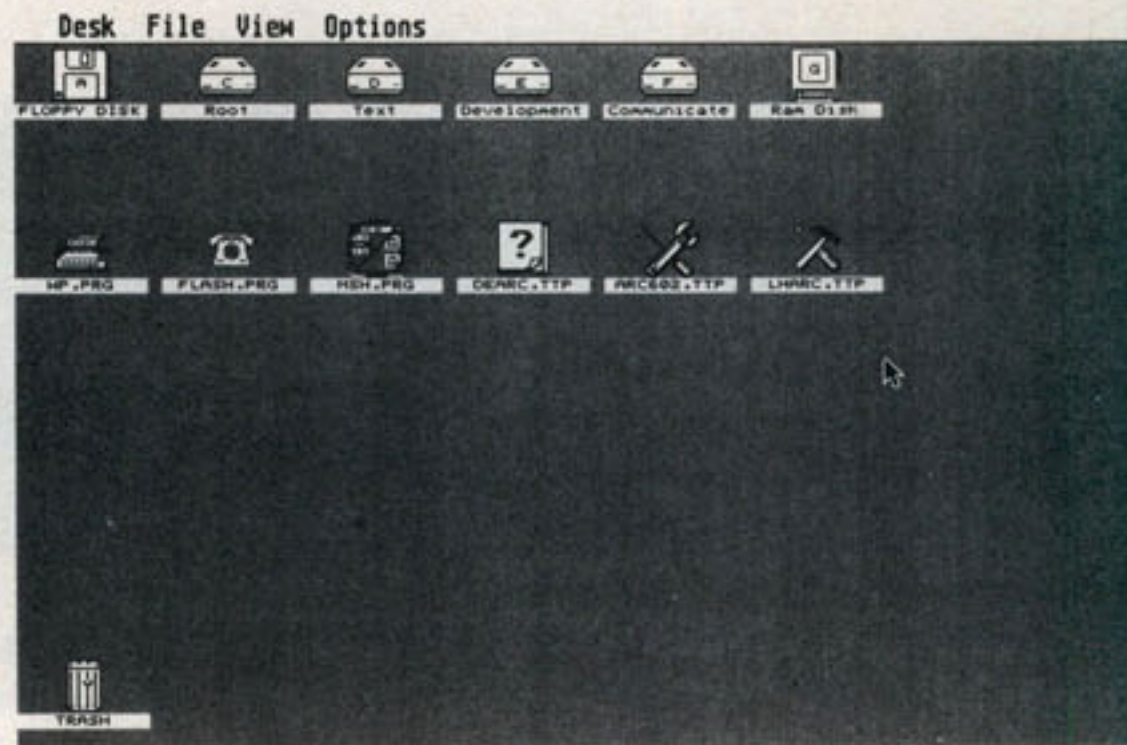 Desk File View Options
A C D E F G
FLOPPY DISK Root Text Development Communicate Ram Disk
?
WP.PRG FLASH.PRG MSH.PRG DEARC.TTP ARC602.TTP LHARC.TTP
TRASH